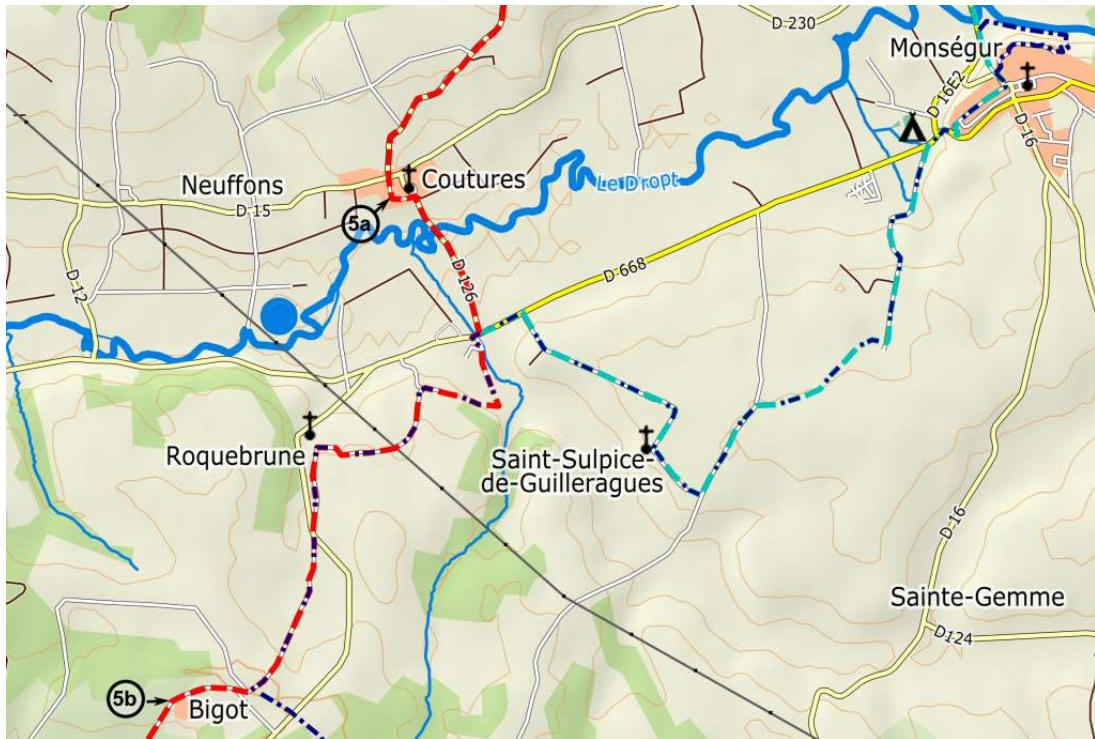 D 230
Monségur
D 16E2
D 16
Neuffons
Coutures
Le Dropt
D 15
5a
D 668
D 126
D 12
Roquebrune
Saint-Sulpice-
de-Guilleragues
D 16
Sainte-Gemme
D124
5b
Bigot